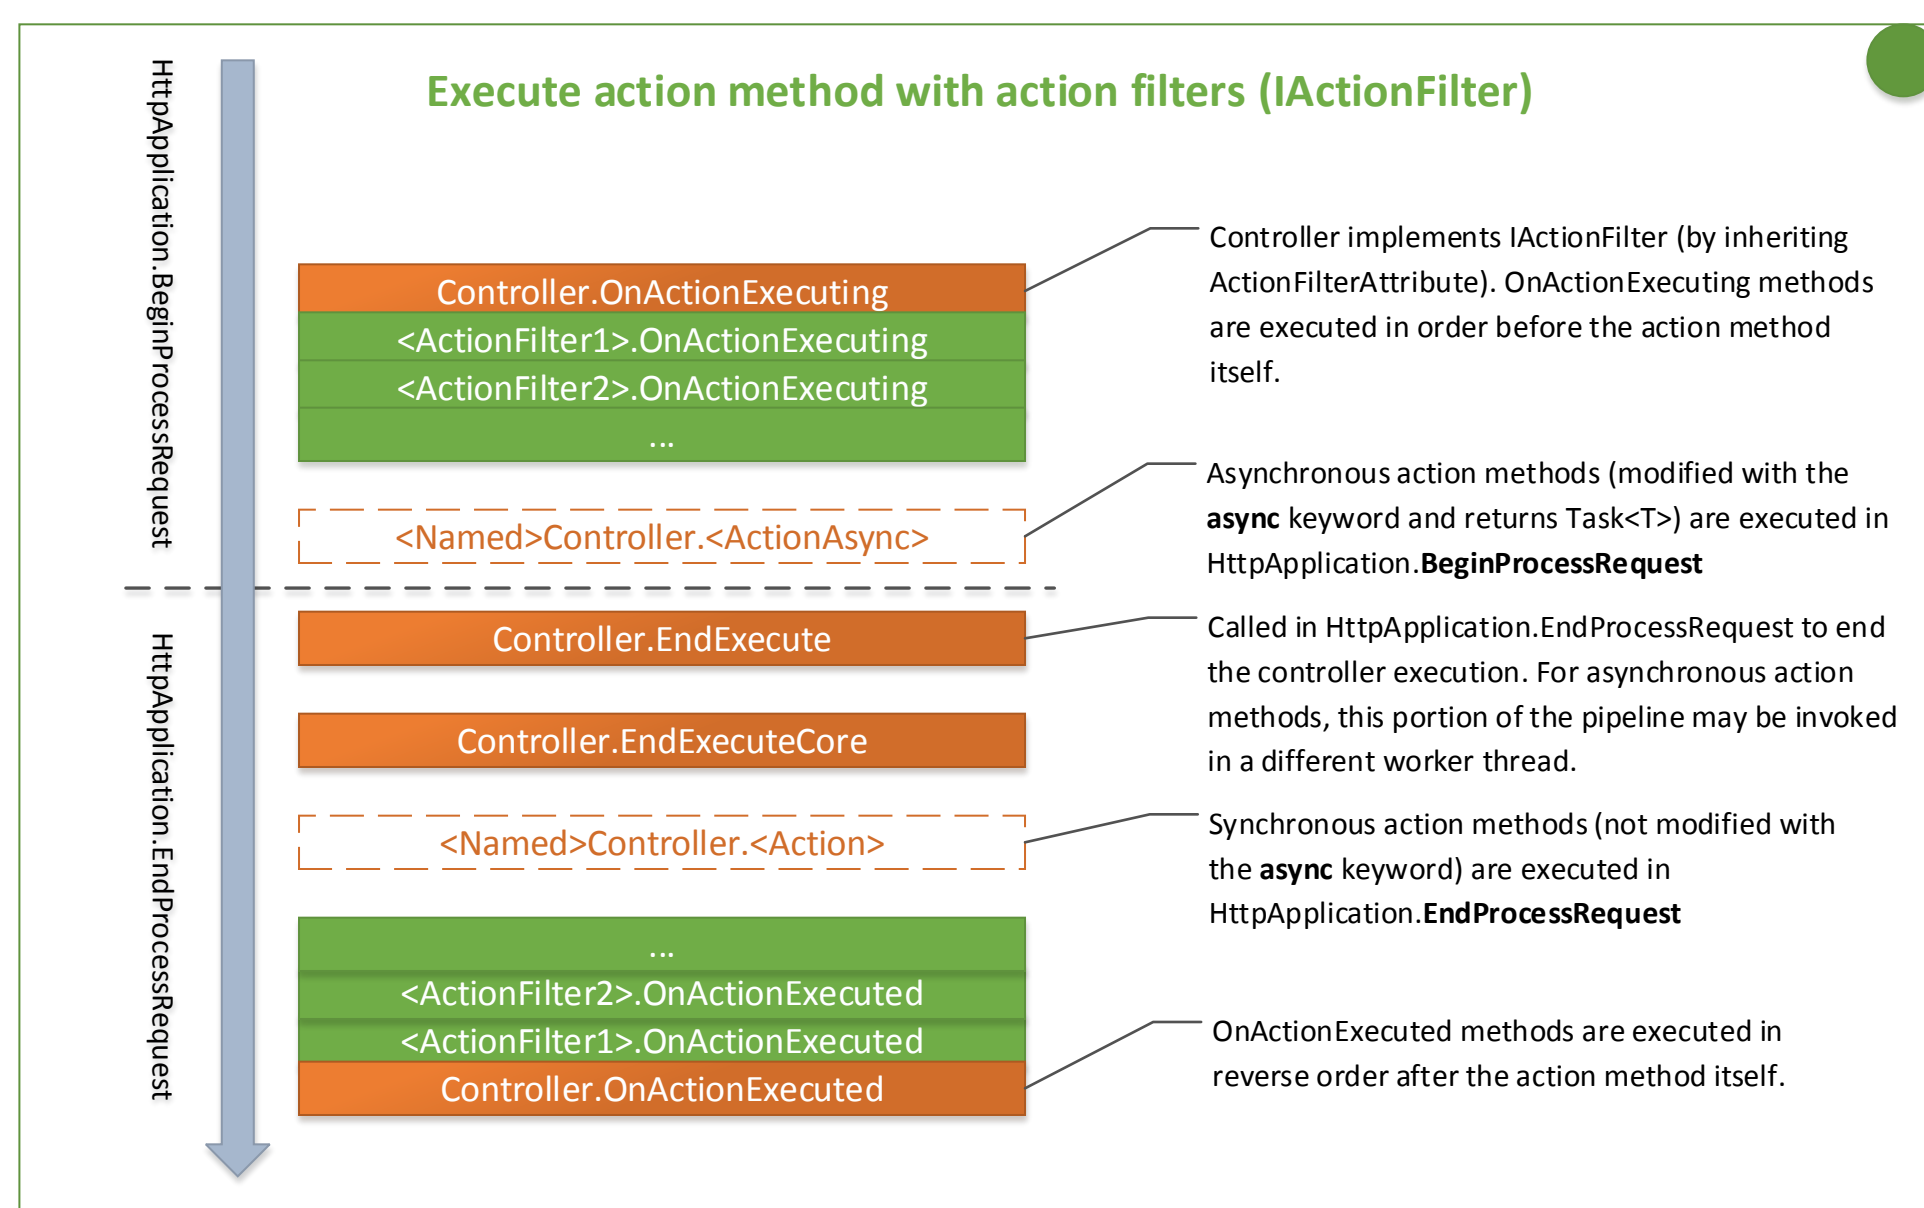 Execute action method with action filters (IActionFilter)
HttpApplication.BeginProcessRequest
Controller.OnActionExecuting
<ActionFilter1>.OnActionExecuting
<ActionFilter2>.OnActionExecuting
...
Controller implements IActionFilter (by inheriting
ActionFilterAttribute). OnActionExecuting methods
are executed in order before the action method
itself.
<Named>Controller.<ActionAsync>
Asynchronous action methods (modified with the
async keyword and returns Task<T>) are executed in
HttpApplication.BeginProcessRequest
HttpApplication.EndProcessRequest
Controller.EndExecute
Called in HttpApplication.EndProcessRequest to end
the controller execution. For asynchronous action
methods, this portion of the pipeline may be invoked
in a different worker thread.
Controller.EndExecuteCore
<Named>Controller.<Action>
Synchronous action methods (not modified with
the async keyword) are executed in
HttpApplication.EndProcessRequest
...
<ActionFilter2>.OnActionExecuted
<ActionFilter1>.OnActionExecuted
Controller.OnActionExecuted
OnActionExecuted methods are executed in
reverse order after the action method itself.